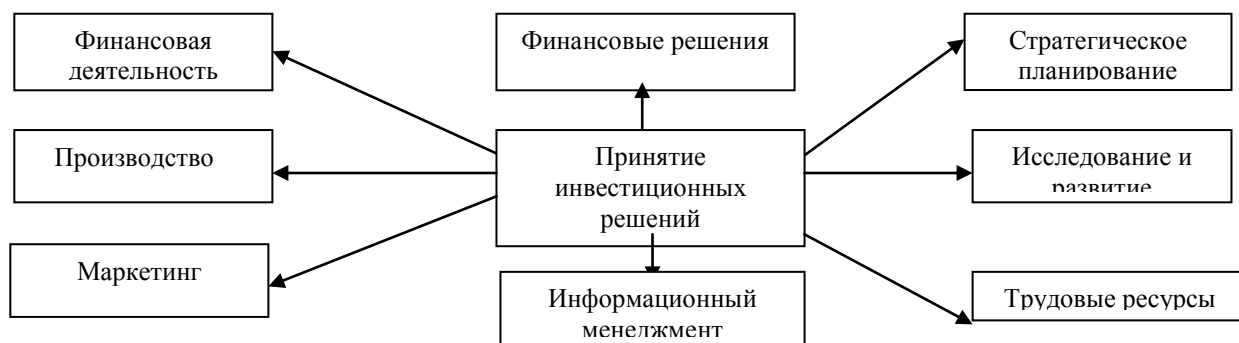 Финансовая
деятельность
Финансовые решения
Стратегическое
планирование
Производство
Принятие
инвестиционных
решений
Исследование и
развитие
Маркетинг
Информационный
менеджмент
Трудовые ресурсы